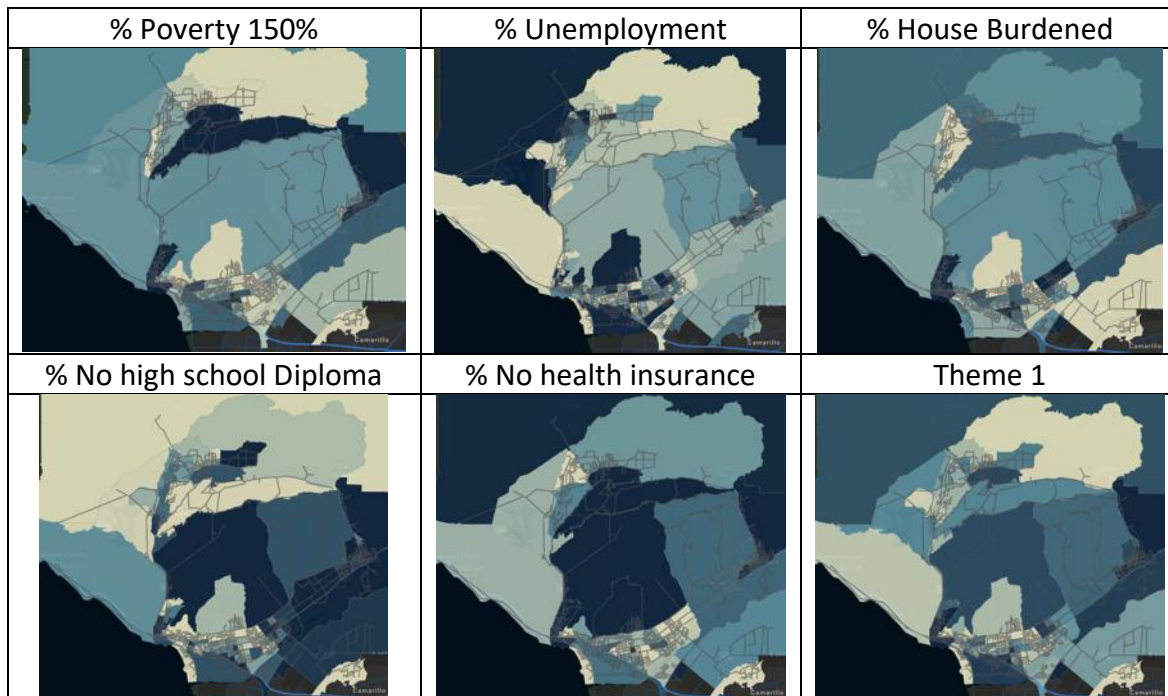 % Poverty 150%
% Unemployment
% House Burdened
Camarillo
Camarillo
Camarillo
% No high school Diploma
% No health insurance
Theme 1
Camarillo
Camarillo
Camarillo